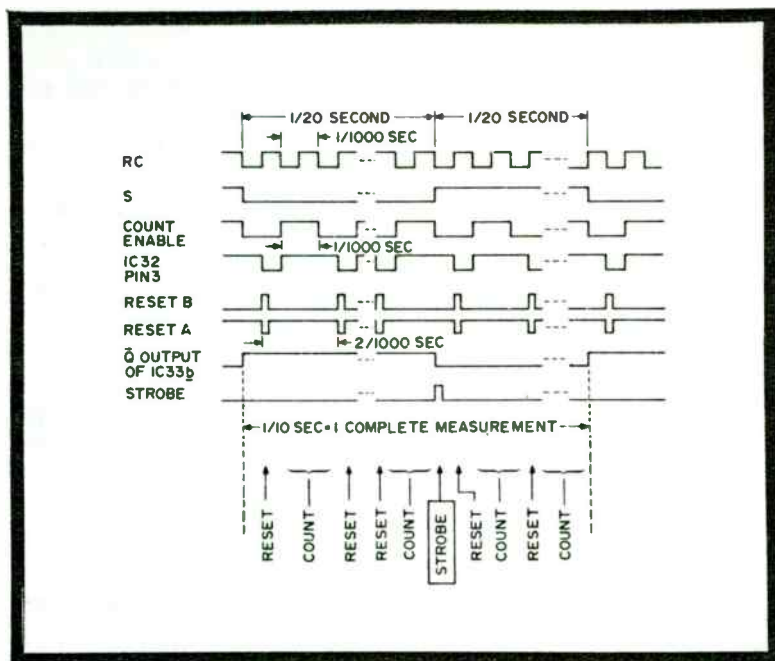 1/20 SECOND 1/20 SECOND
1/1000 SEC
RC
S
COUNT
ENABLE
1/1000 SEC
IC32
PIN3
RESET B
RESET A
2/1000 SEC
Q̄ OUTPUT
OF IC33b
STROBE
1/10 SEC=1 COMPLETE MEASUREMENT
RESET
COUNT
RESET
RESET
COUNT
STROBE
RESET
COUNT
RESET
COUNT